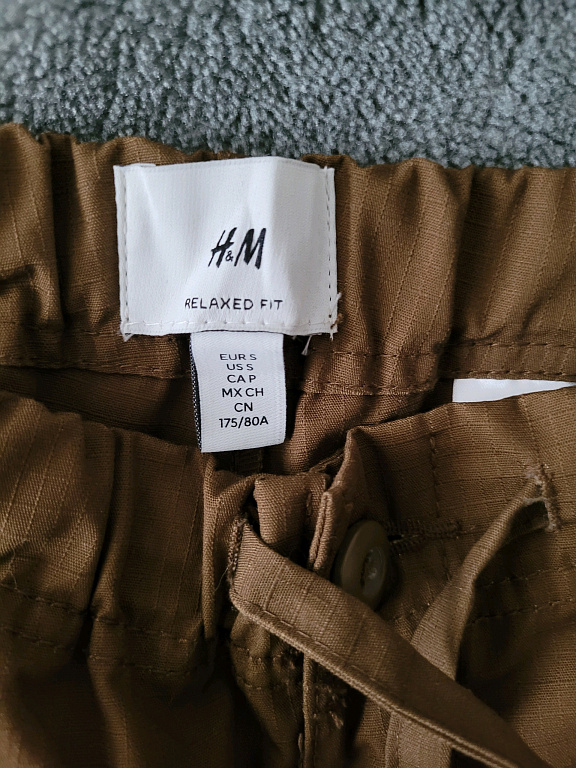 H&M
RELAXED FIT
EUR S
US S
CA P
MX CH
CN
175/80A